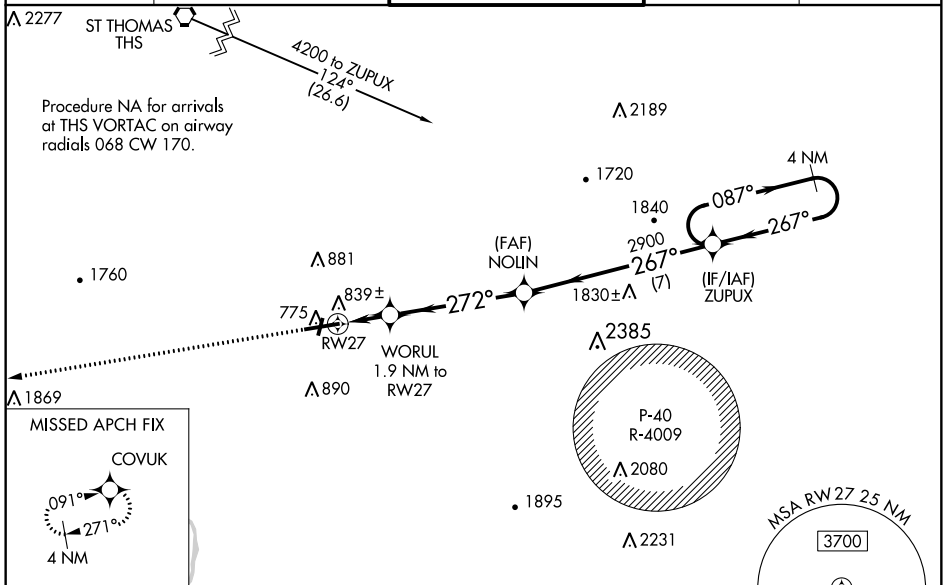 2277
ST THOMAS
THS
4200 to ZUPUX
124°
(26.6)
Procedure NA for arrivals
at THS VORTAC on airway
radials 068 CW 170.
2189
1720
4 NM
087°
1840
267°
2900
267°
(7)
(IF/IAF)
ZUPUX
(FAF)
NOLIN
881
1760
272°
1830±
839±
775
RW27
WORUL
1.9 NM to
RW27
2385
890
1869
P-40
R-4009
2080
MISSED APCH FIX
COVUK
091°
271°
4 NM
1895
2231
MSA RW27 25 NM
3700